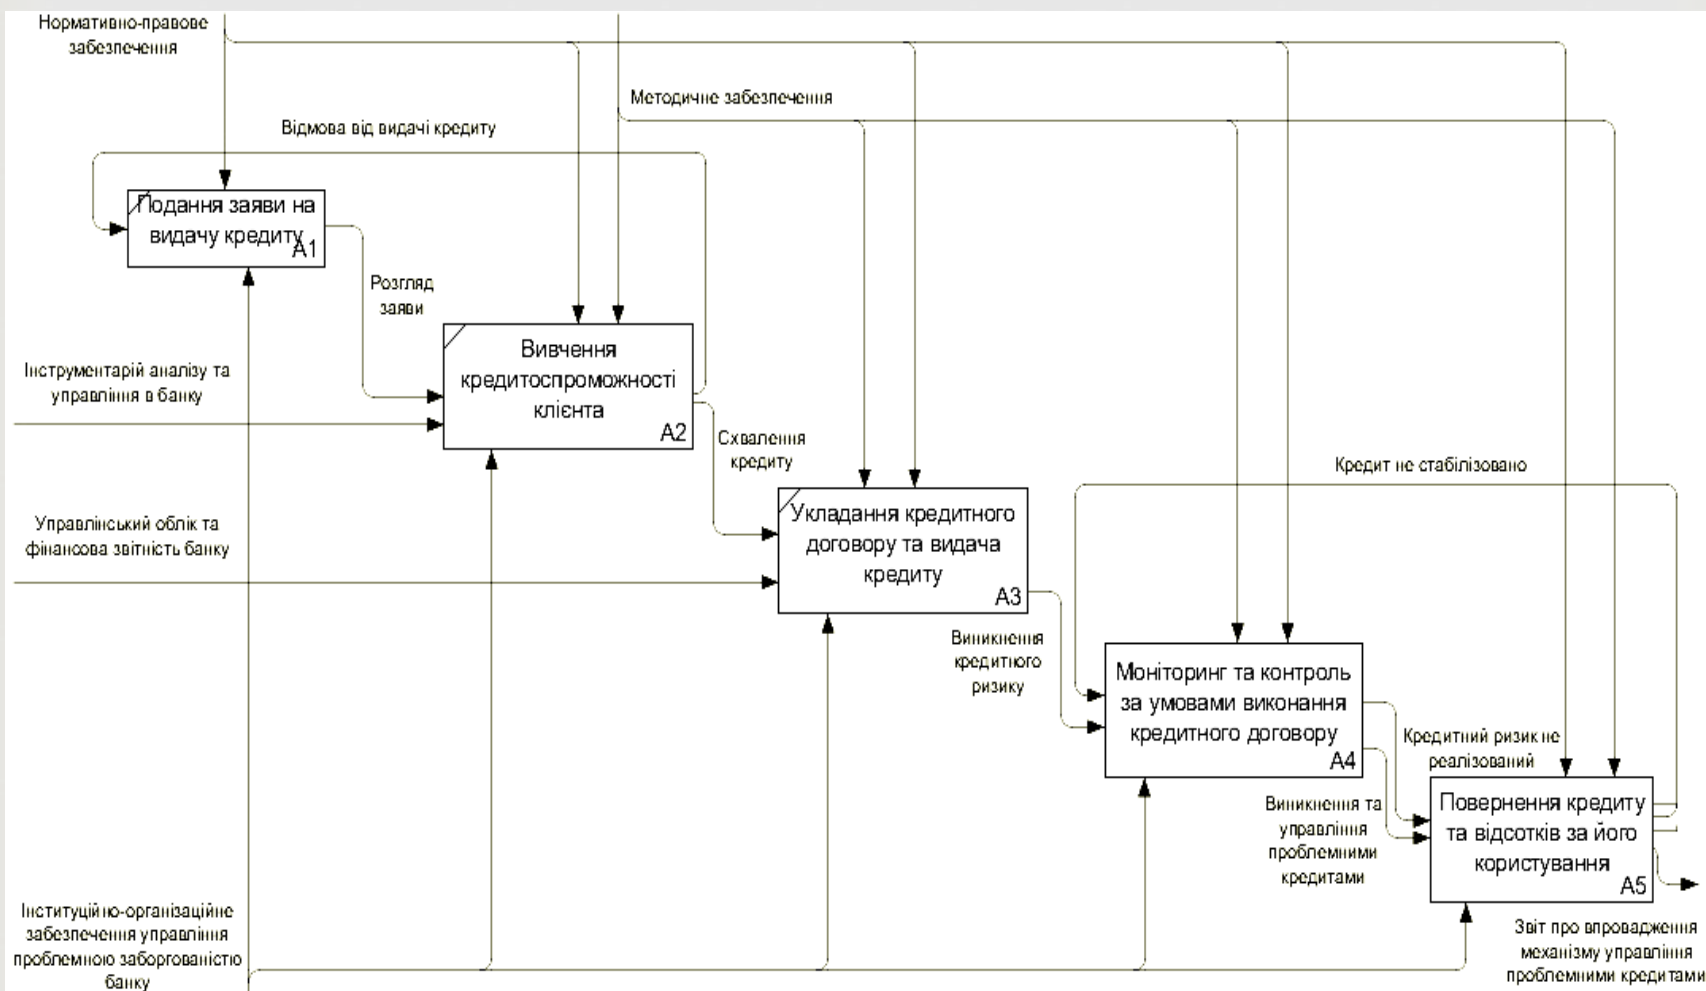 Нормативно-правове
забезпечення
Методичне забезпечення
Відмова від видачі кредиту
Подання заяви на
видачу кредиту
A1
Розгляд
заяви
Інструментарій аналізу та
управління в банку
Вивчення
кредитоспроможності
клієнта
A2
Схвалення
кредиту
Кредит не стабілізовано
Управлінський облік та
фінансова звітність банку
Укладання кредитного
договору та видача
кредиту
A3
Виникнення
кредитного
ризику
Моніторинг та контроль
за умовами виконання
кредитного договору
A4
Кредитний ризик не
реалізований
Виникнення та
управління
проблемними
кредитами
Повернення кредиту
та відсотків за його
користування
A5
Інституційно-організаційне
забезпечення управління
проблемною заборгованістю
банку
Звіт про впровадження
механізму управління
проблемними кредитами